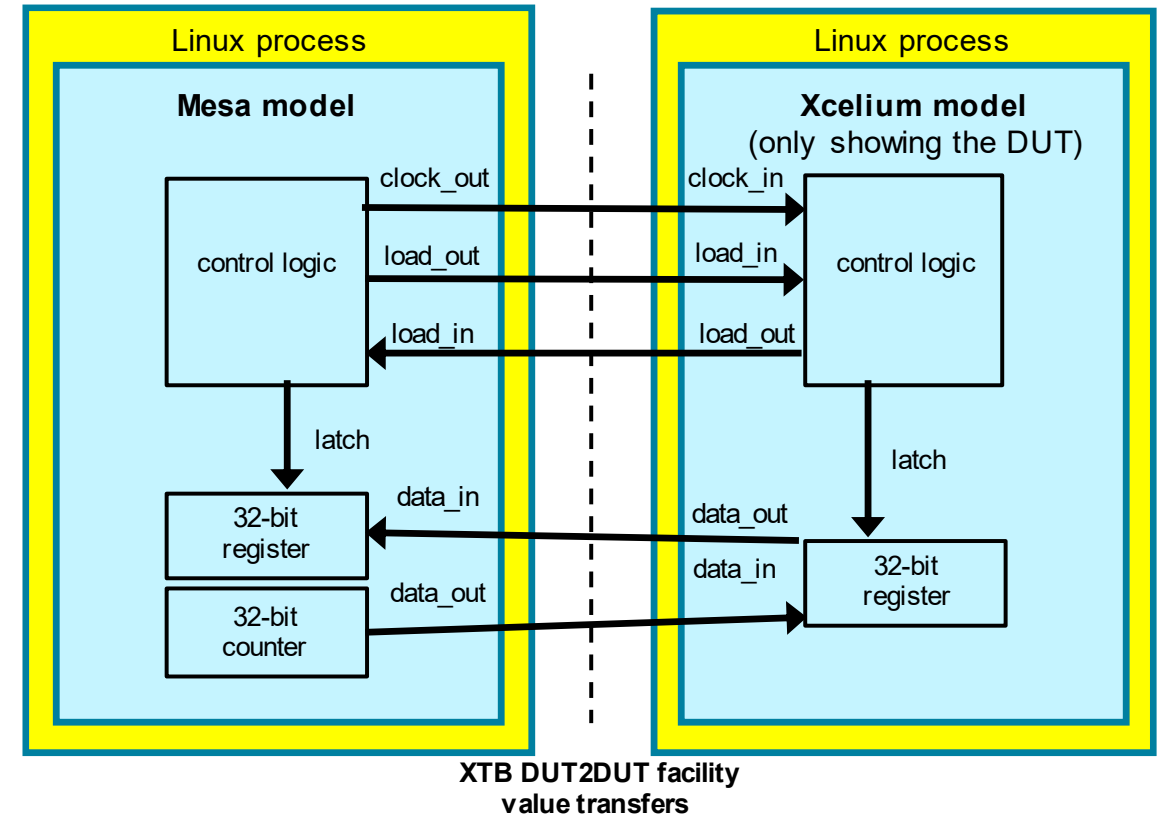 Linux process
Mesa model
clock_out
control logic
load_out
load_in
latch
data_in
32-bit
register
data_out
32-bit
counter
Linux process
Xcelium model
(only showing the DUT)
clock_in
load_in
control logic
load_out
latch
data_out
data_in
32-bit
register
XTB DUT2DUT facility
value transfers